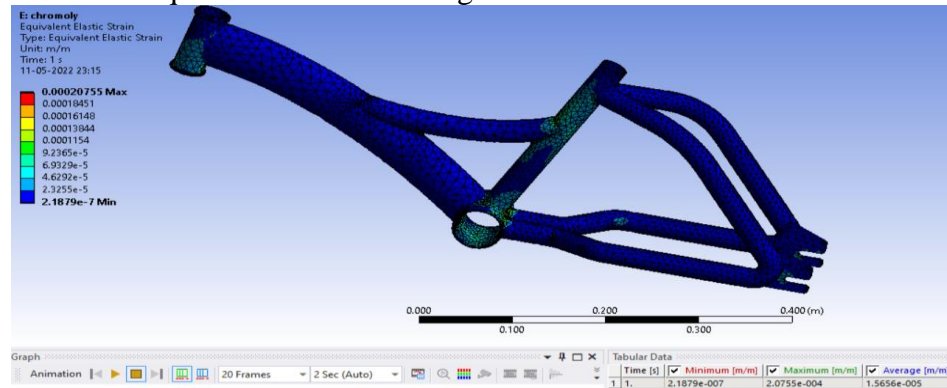 E: chromoly
Equivalent Elastic Strain
Type: Equivalent Elastic Strain
Unit: m/m
Time: 1 s
11-05-2022 23:15
0.00020755 Max
0.00018451
0.00016148
0.00013844
0.0001154
9.2365e-5
6.9329e-5
4.6292e-5
2.3255e-5
2.1879e-7 Min
0.000 0.200 0.400 (m)
0.100 0.300
Graph Tabular Data
Animation 20 Frames 2 Sec (Auto) Time [s] Minimum [m/m] Maximum [m/m] Average [m/m
1 1. 2.1879e-007 2.0755e-004 1.5656e-005